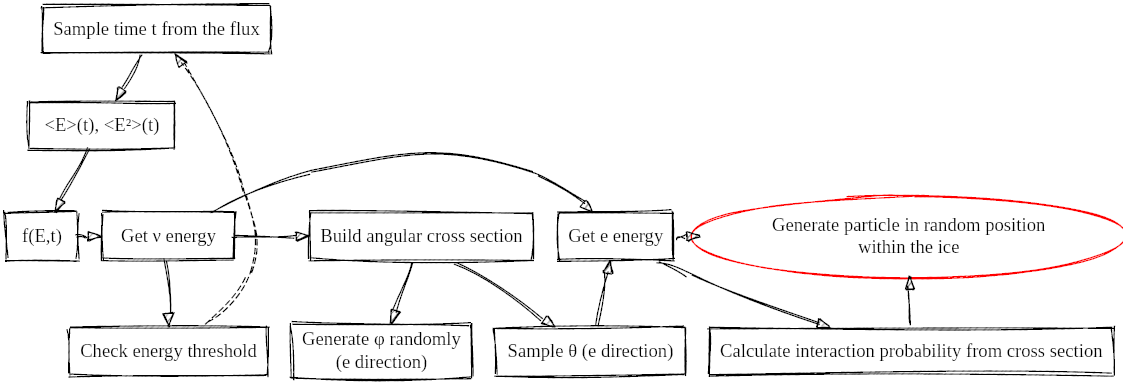 Sample time t from the flux
<E>(t), <E²>(t)
f(E,t)
Get ν energy
Build angular cross section
Get e energy
Generate particle in random position
within the ice
Check energy threshold
Generate φ randomly
(e direction)
Sample θ (e direction)
Calculate interaction probability from cross section